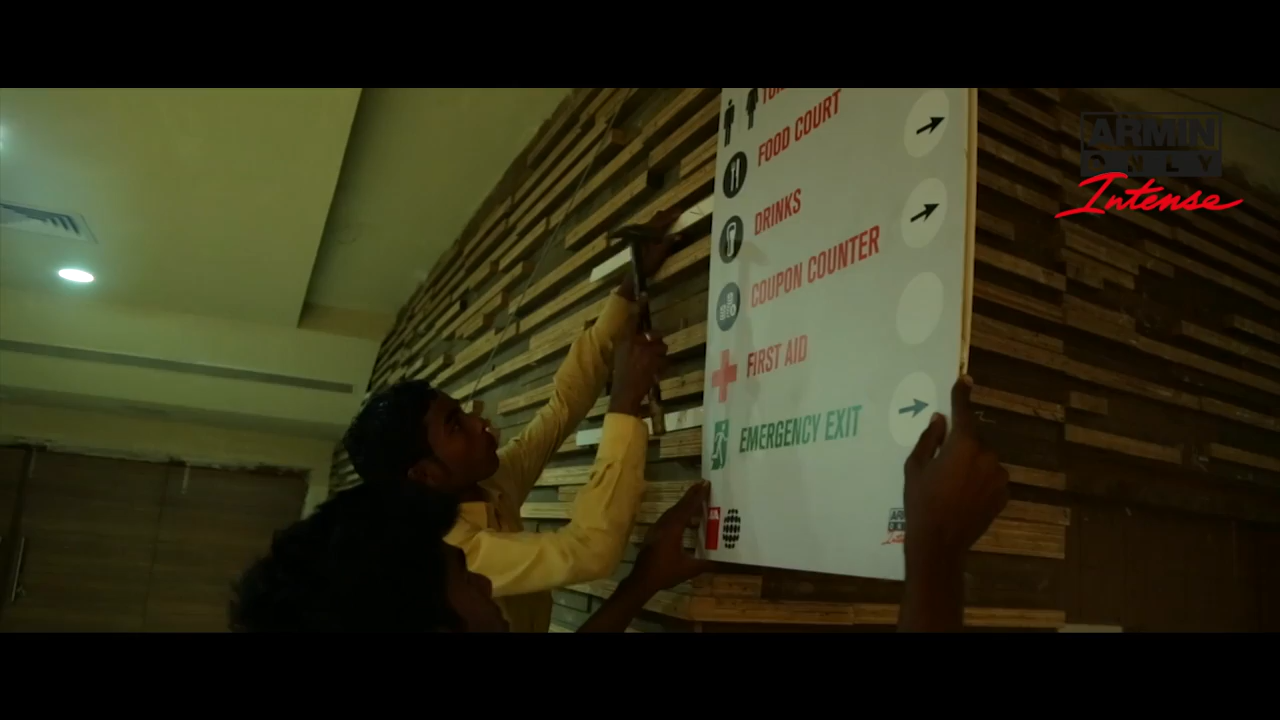 FOOD COURT
DRINKS
COUPON COUNTER
FIRST AID
EMERGENCY EXIT
ARMIN
ONLY
Intense